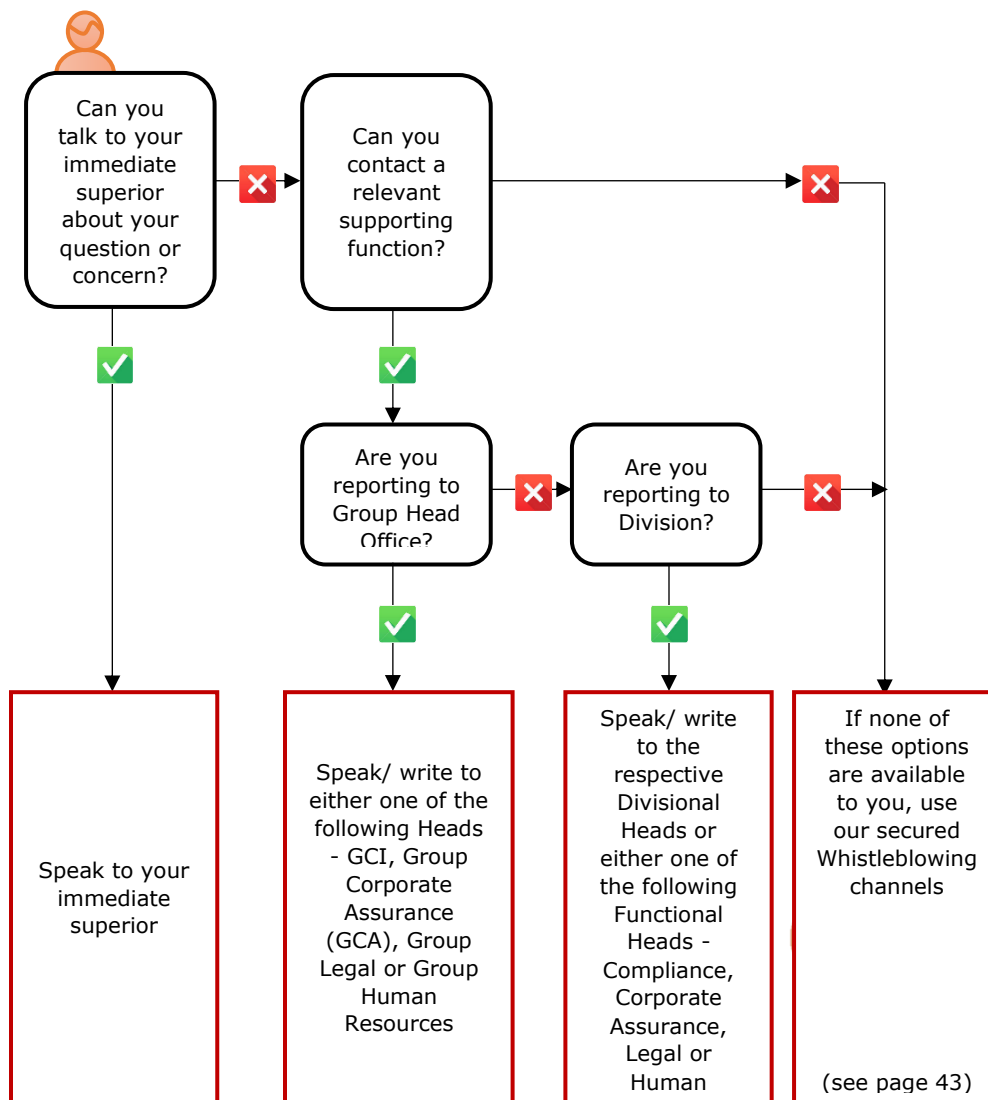 Can you
talk to your
immediate
superior
about your
question or
concern?
Can you
contact a
relevant
supporting
function?
Are you
reporting to
Group Head
Office?
Are you
reporting to
Division?
Speak to your
immediate
superior
Speak/ write to
either one of the
following Heads
- GCI, Group
Corporate
Assurance
(GCA), Group
Legal or Group
Human
Resources
Speak/ write
to the
respective
Divisional
Heads or
either one of
the following
Functional
Heads -
Compliance,
Corporate
Assurance,
Legal or
Human
If none of
these options
are available
to you, use
our secured
Whistleblowing
channels
(see page 43)